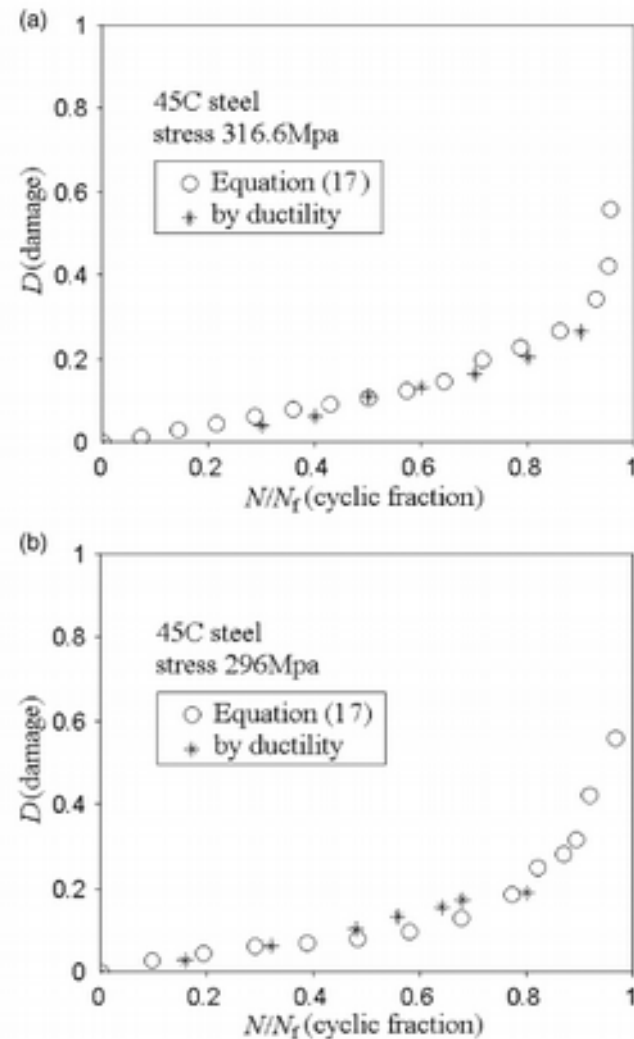 (a)
1
0.8
0.6
0.4
0.2
0
D(damage)
45C steel
stress 316.6Mpa
Equation (17)
by ductility
0 0.2 0.4 0.6 0.8 1
N/Nf (cyclic fraction)
(b)
1
0.8
0.6
0.4
0.2
0
D(damage)
45C steel
stress 296Mpa
Equation (17)
by ductility
0 0.2 0.4 0.6 0.8 1
N/Nf (cyclic fraction)